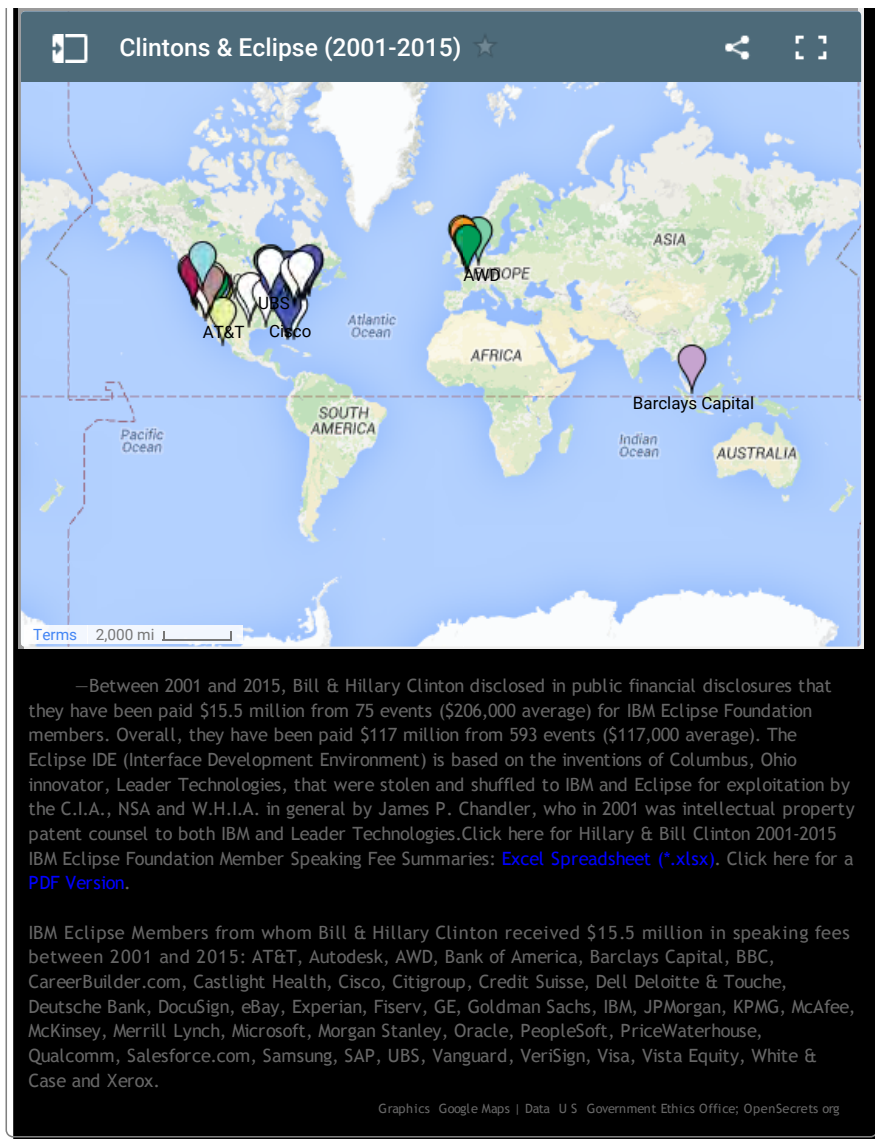 Clintons & Eclipse (2001-2015)
ASIA
EUROPE
AWD
UBS
AT&T
Cisco
Atlantic
Ocean
AFRICA
Barclays Capital
SOUTH
AMERICA
Pacific
Ocean
Indian
Ocean
AUSTRALIA
Terms 2,000 mi
—Between 2001 and 2015, Bill & Hillary Clinton disclosed in public financial disclosures that
they have been paid $15.5 million from 75 events ($206,000 average) for IBM Eclipse Foundation
members. Overall, they have been paid $117 million from 593 events ($117,000 average). The
Eclipse IDE (Interface Development Environment) is based on the inventions of Columbus, Ohio
innovator, Leader Technologies, that were stolen and shuffled to IBM and Eclipse for exploitation by
the C.I.A., NSA and W.H.I.A. in general by James P. Chandler, who in 2001 was intellectual property
patent counsel to both IBM and Leader Technologies.Click here for Hillary & Bill Clinton 2001-2015
IBM Eclipse Foundation Member Speaking Fee Summaries: Excel Spreadsheet (*.xlsx). Click here for a
PDF Version.
IBM Eclipse Members from whom Bill & Hillary Clinton received $15.5 million in speaking fees
between 2001 and 2015: AT&T, Autodesk, AWD, Bank of America, Barclays Capital, BBC,
CareerBuilder.com, Castlight Health, Cisco, Citigroup, Credit Suisse, Dell Deloitte & Touche,
Deutsche Bank, DocuSign, eBay, Experian, Fiserv, GE, Goldman Sachs, IBM, JPMorgan, KPMG, McAfee,
McKinsey, Merrill Lynch, Microsoft, Morgan Stanley, Oracle, PeopleSoft, PriceWaterhouse,
Qualcomm, Salesforce.com, Samsung, SAP, UBS, Vanguard, VeriSign, Visa, Vista Equity, White &
Case and Xerox.
Graphics Google Maps | Data U S Government Ethics Office; OpenSecrets org